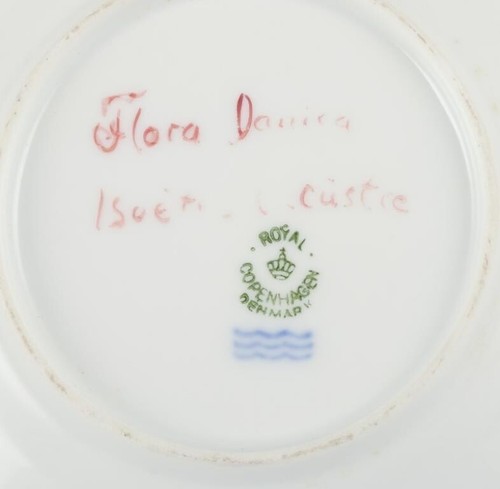 Flora Danica
ROYAL
COPENHAGEN
DENMARK